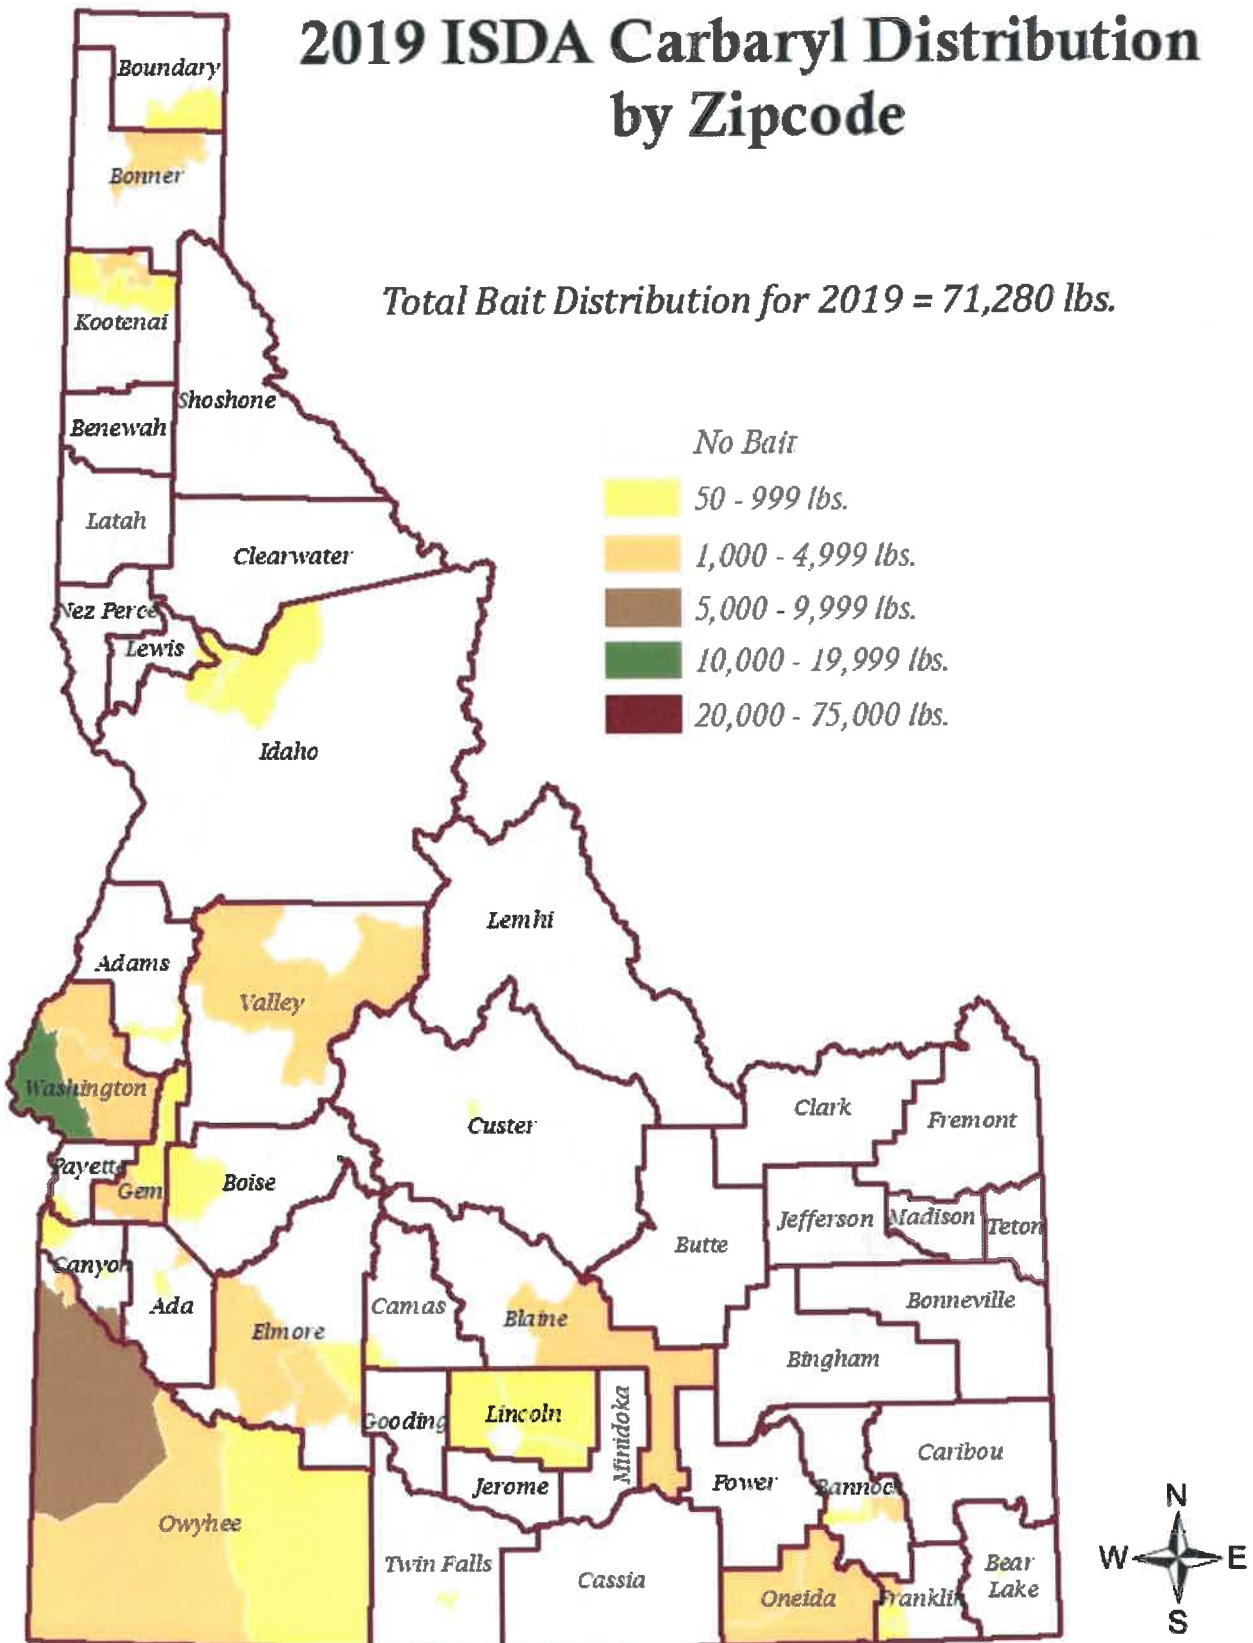 2019 ISDA Carbaryl Distribution
by Zipcode
Total Bait Distribution for 2019 = 71,280 lbs.
No Bait
50 - 999 lbs.
1,000 - 4,999 lbs.
5,000 - 9,999 lbs.
10,000 - 19,999 lbs.
20,000 - 75,000 lbs.
Boundary
Bonner
Kootenai
Shoshone
Benewah
Latah
Clearwater
Nez Perce
Lewis
Idaho
Lemhi
Adams
Valley
Washington
Custer
Clark
Fremont
Payette
Gem
Boise
Jefferson
Madison
Teton
Butte
Canyon
Ada
Camas
Blaine
Bonneville
Elmore
Bingham
Gooding
Lincoln
Minidoka
Caribou
Jerome
Power
Bannock
Owyhee
Twin Falls
Cassia
Oneida
Franklin
Bear
Lake
N
W E
S